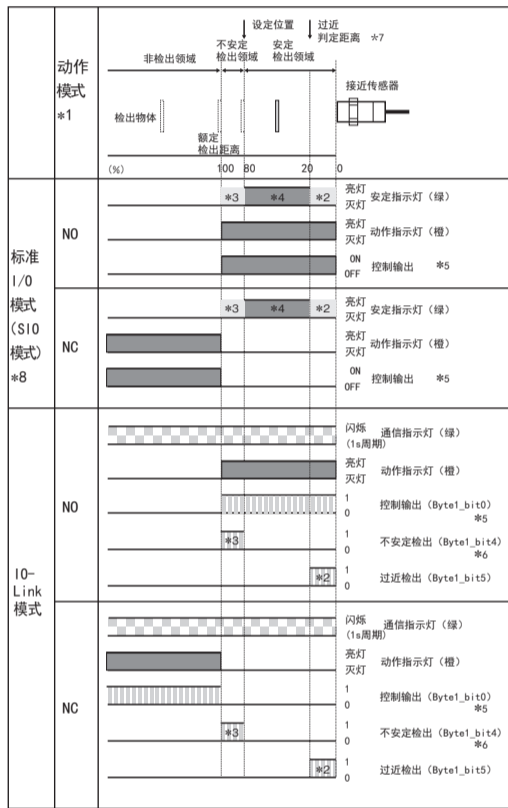 动作
模式
*1
设定位置
过近
判定距离 *7
非检出领域
不安定
检出领域
安定
检出领域
检出物体
额定
检出距离
接近传感器
(%)
100
80
20
0
标准
I/O
模式
(SIO
模式)
*8
NO
*3
*4
*2
亮灯
灭灯
安定指示灯(绿)
亮灯
灭灯
动作指示灯(橙)
ON
OFF
控制输出 *5
NC
*3
*4
*2
亮灯
灭灯
安定指示灯(绿)
亮灯
灭灯
动作指示灯(橙)
ON
OFF
控制输出 *5
IO-
Link
模式
NO
闪烁
(1s周期)
通信指示灯(绿)
亮灯
灭灯
动作指示灯(橙)
1
0
控制输出(Byte1_bit0)
*5
*3
1
0
不安定检出(Byte1_bit4)
*6
*2
1
0
过近检出(Byte1_bit5)
NC
闪烁
(1s周期)
通信指示灯(绿)
亮灯
灭灯
动作指示灯(橙)
1
0
控制输出(Byte1_bit0)
*5
*3
1
0
不安定检出(Byte1_bit4)
*6
*2
1
0
过近检出(Byte1_bit5)